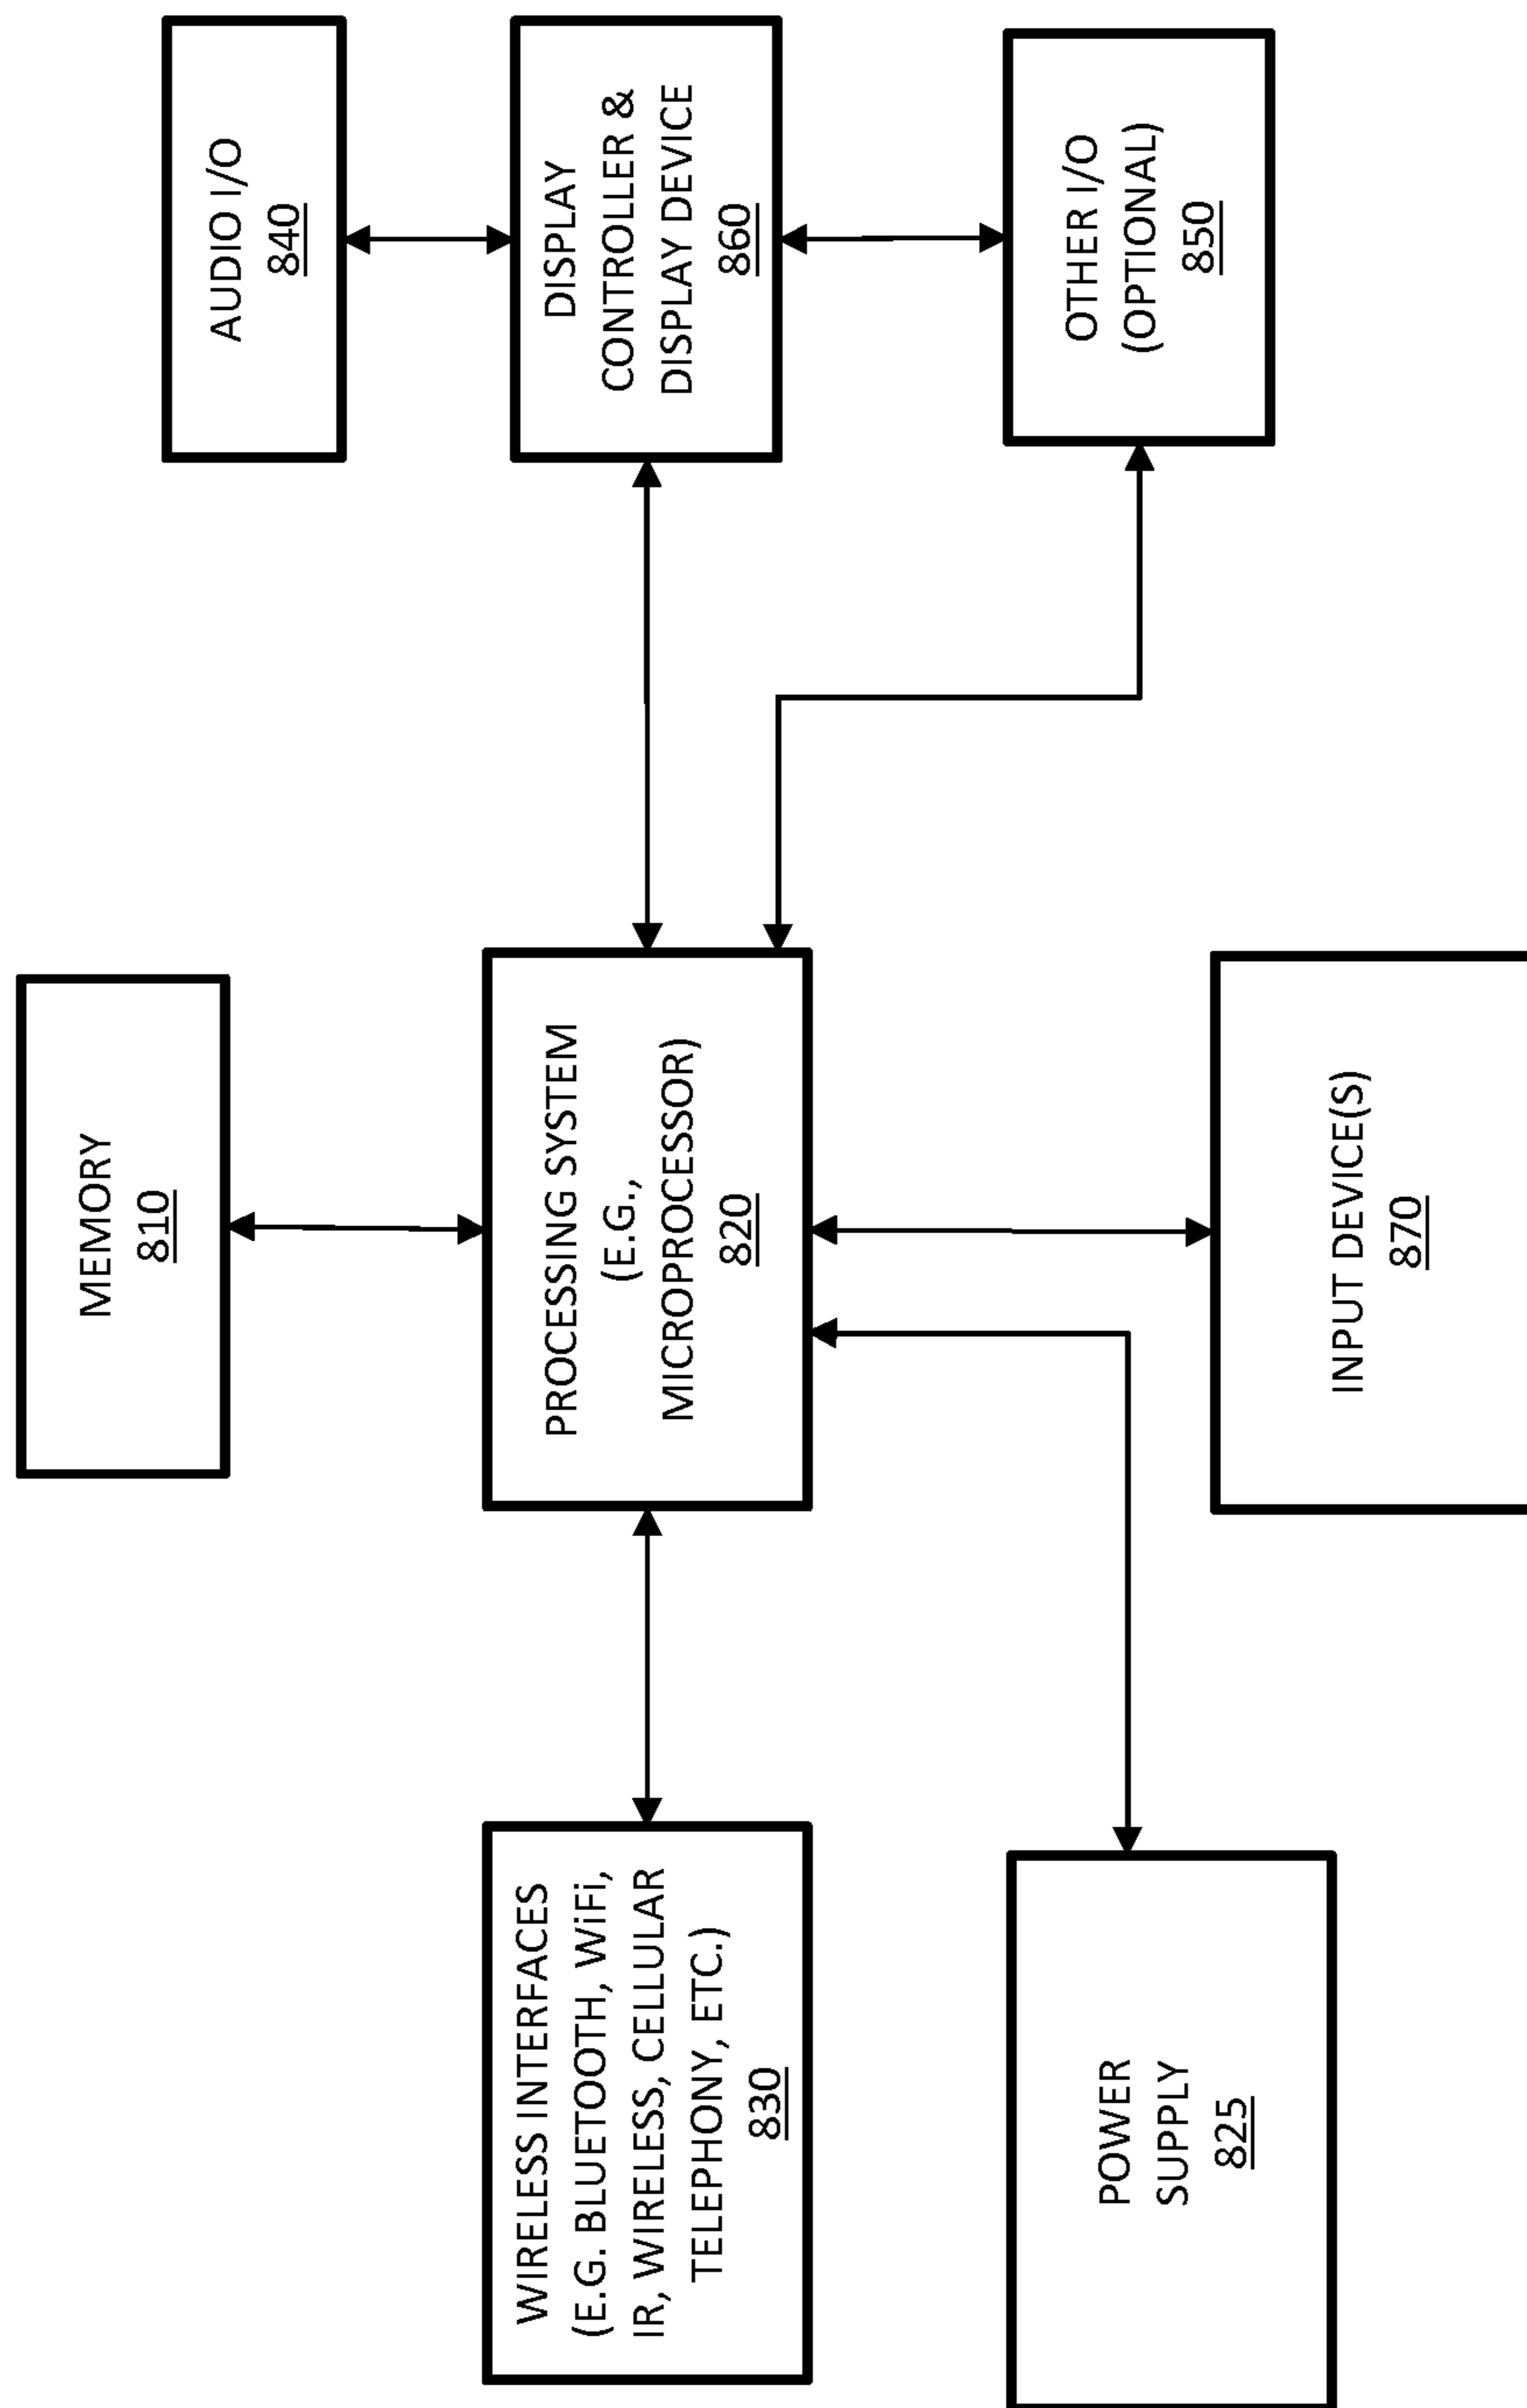 MEMORY
810
WIRELESS INTERFACES
(E.G. BLUETOOTH, WiFi,
IR, WIRELESS, CELLULAR
TELEPHONY, ETC.)
830
PROCESSING SYSTEM
(E.G.,
MICROPROCESSOR)
820
AUDIO I/O
840
DISPLAY
CONTROLLER &
DISPLAY DEVICE
860
POWER
SUPPLY
825
INPUT DEVICE(S)
870
OTHER I/O
(OPTIONAL)
850